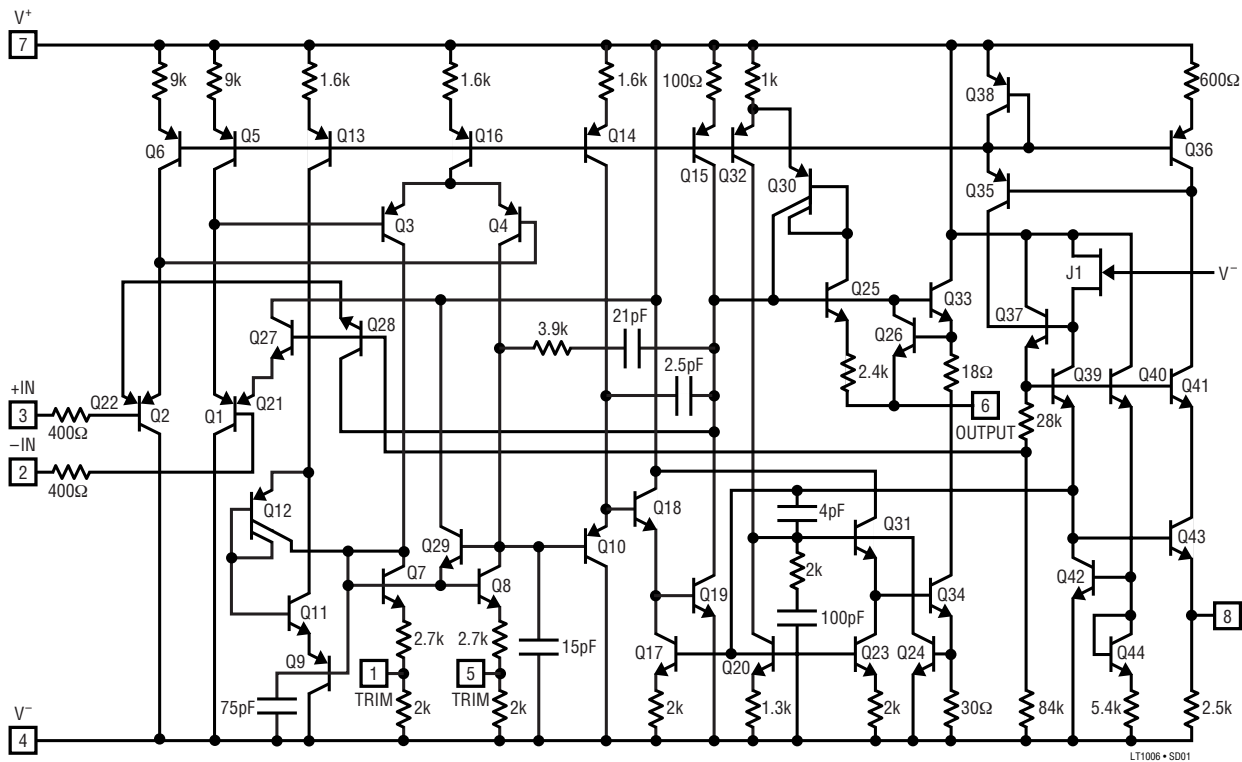 V+
7
9k
9k
1.6k
1.6k
1.6k
100Ω
1k
600Ω
Q38
Q6
Q5
Q13
Q16
Q14
Q15
Q32
Q36
Q30
Q35
Q3
Q4
J1
V–
Q25
Q33
Q37
Q27
Q28
21pF
3.9k
Q26
2.5pF
2.4k
18Ω
Q39
Q40
Q41
+IN
3
400Ω
Q22
Q2
Q1
Q21
6
OUTPUT
28k
–IN
2
400Ω
Q12
Q18
4pF
Q31
Q29
Q10
Q43
Q7
Q8
2k
Q42
Q11
Q19
Q34
100pF
8
2.7k
2.7k
15pF
Q9
Q17
Q20
Q23
Q24
Q44
1
TRIM
5
TRIM
75pF
V–
4
2k
2k
2k
1.3k
2k
30Ω
84k
5.4k
2.5k
LT1006 • SD01